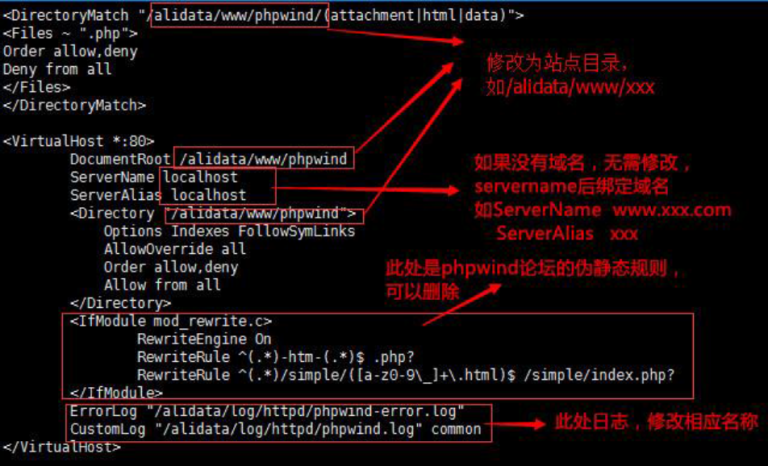 <DirectoryMatch "/alidata/www/phpwind/(attachment|html|data)">
<Files ~ ".php">
Order allow,deny
Deny from all
</Files>
</DirectoryMatch>
修改为站点目录，
如/alidata/www/xxx
<VirtualHost *:80>
DocumentRoot /alidata/www/phpwind
ServerName localhost
ServerAlias localhost
<Directory "/alidata/www/phpwind">
Options Indexes FollowSymLinks
AllowOverride all
Order allow,deny
Allow from all
</Directory>
如果没有域名，无需修改，
servername后绑定域名
如ServerName www.xxx.com
ServerAlias xxx
此处是phpwind论坛的伪静态规则，
可以删除
<IfModule mod_rewrite.c>
RewriteEngine On
RewriteRule ^(.*)-htm-(.*)$ .php?
RewriteRule ^(.*)/simple/([a-z0-9\_]+\.html)$ /simple/index.php?
</IfModule>
ErrorLog "/alidata/log/httpd/phpwind-error.log"
CustomLog "/alidata/log/httpd/phpwind.log" common
此处日志，修改相应名称
</VirtualHost>